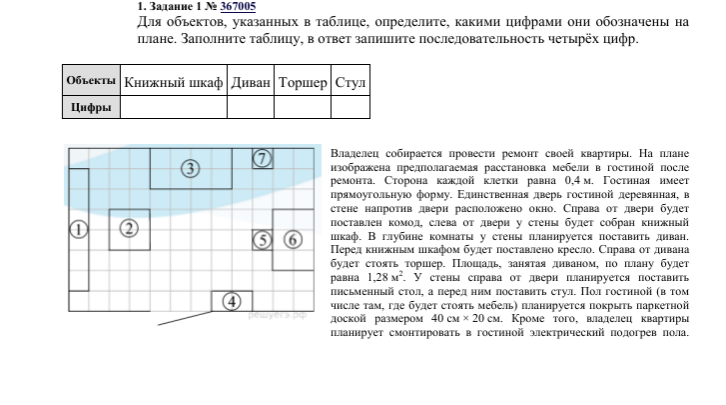 1. Задание 1 № 367005
Для объектов, указанных в таблице, определите, какими цифрами они обозначены на
плане. Заполните таблицу, в ответ запишите последовательность четырёх цифр.
Объекты Книжный шкаф Диван Торшер Стул
Цифры
7
3
1 2
5 6
4
решуегэ.рф
Владелец собирается провести ремонт своей квартиры. На плане
изображена предполагаемая расстановка мебели в гостиной после
ремонта. Сторона каждой клетки равна 0,4 м. Гостиная имеет
прямоугольную форму. Единственная дверь гостиной деревянная, в
стене напротив двери расположено окно. Справа от двери будет
поставлен комод, слева от двери у стены будет собран книжный
шкаф. В глубине комнаты у стены планируется поставить диван.
Перед книжным шкафом будет поставлено кресло. Справа от дивана
будет стоять торшер. Площадь, занятая диваном, по плану будет
равна 1,28 м². У стены справа от двери планируется поставить
письменный стол, а перед ним поставить стул. Пол гостиной (в том
числе там, где будет стоять мебель) планируется покрыть паркетной
доской размером 40 см × 20 см. Кроме того, владелец квартиры
планирует смонтировать в гостиной электрический подогрев пола.